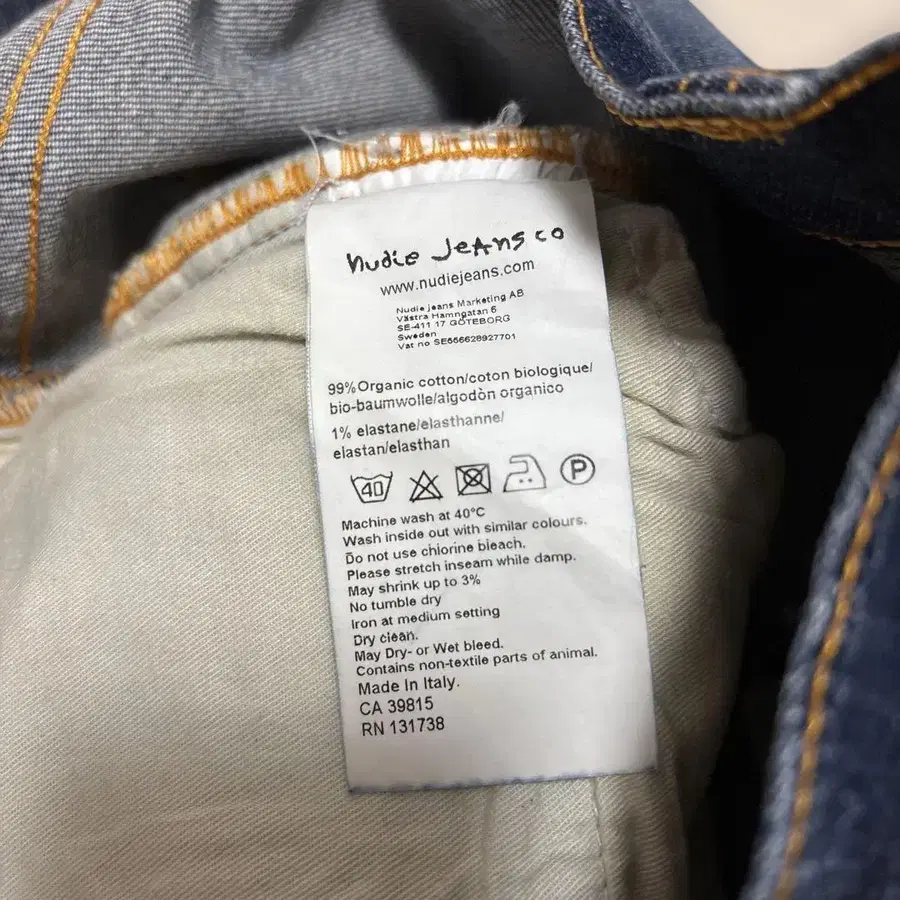 nudie Jeans co
www.nudiejeans.com
Nudie Jeans Marketing AB
Västra Hamngatan 6
SE-411 17 GÖTEBORG
Sweden
Vat no SE556628927701
99% Organic cotton/coton biologique/
bio-baumwolle/algodòn organico
1% elastane/elasthanne/
elastan/elasthan
40 P
Machine wash at 40°C
Wash inside out with similar colours.
Do not use chlorine bleach.
Please stretch inseam while damp.
May shrink up to 3%
No tumble dry
Iron at medium setting
Dry clean.
May Dry- or Wet bleed.
Contains non-textile parts of animal.
Made In Italy.
CA 39815
RN 131738